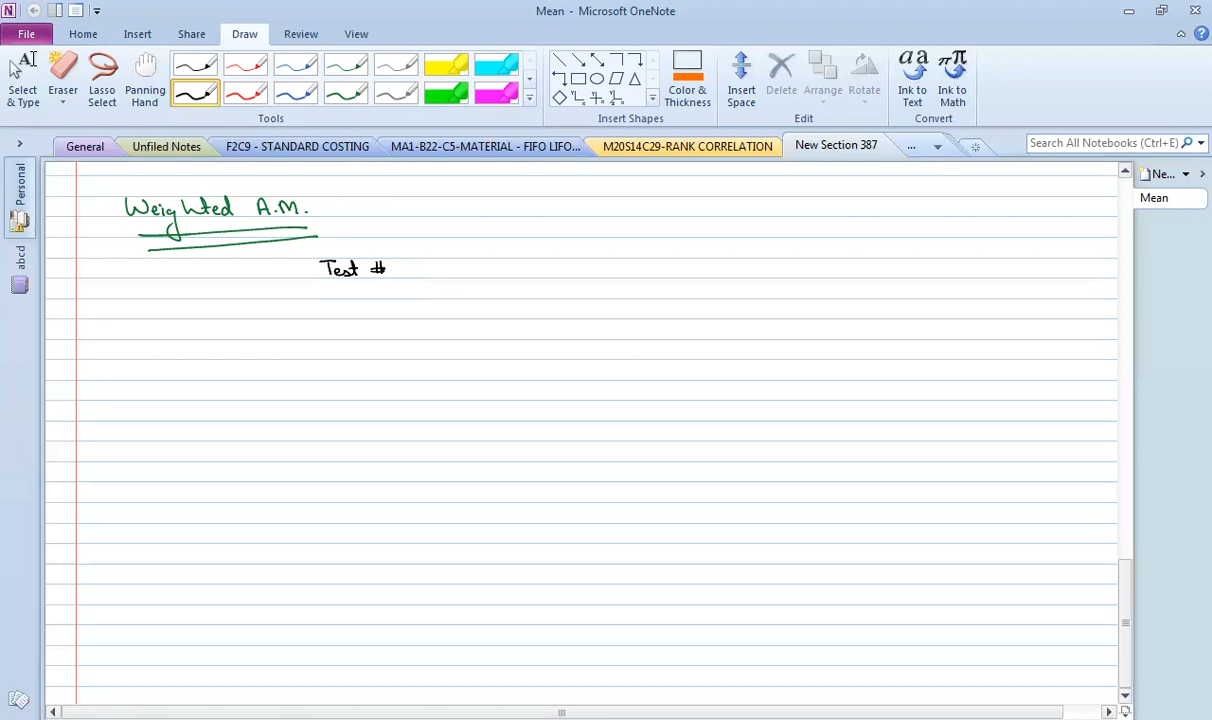 Mean - Microsoft OneNote
File Home Insert Share Draw Review View
Select & Type
Eraser
Lasso Select
Panning Hand
Color & Thickness
Insert Space
Delete
Arrange
Rotate
Ink to Text
Ink to Math
Tools Insert Shapes Edit Convert
General Unfiled Notes F2C9 - STANDARD COSTING MA1-B22-C5-MATERIAL - FIFO LIFO... M20S14C29-RANK CORRELATION New Section 387 ... Search All Notebooks (Ctrl+E)
Personal
abcd
Ne...
Mean
Weighted A.M.
Test #